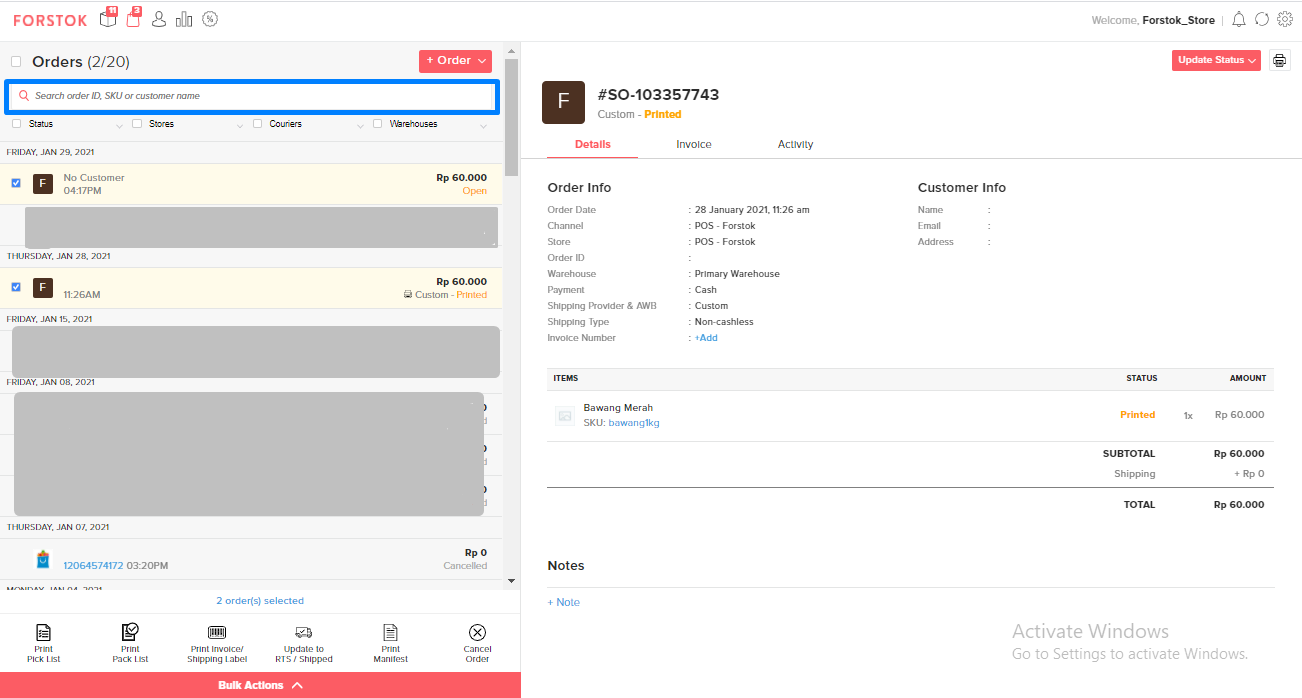 FORSTOK 11 3
Welcome, Forstok_Store
Orders (2/20)
+ Order
Search order ID, SKU or customer name
Status Stores Couriers Warehouses
FRIDAY, JAN 29, 2021
F No Customer Rp 60.000
04:17PM Open
THURSDAY, JAN 28, 2021
F Rp 60.000
11:26AM Custom - Printed
FRIDAY, JAN 15, 2021
FRIDAY, JAN 08, 2021
THURSDAY, JAN 07, 2021
Rp 0
12064574172 03:20PM Cancelled
MONDAY, JAN 04, 2021
2 order(s) selected
Print
Pick List
Print
Pack List
Print Invoice/
Shipping Label
Update to
RTS / Shipped
Print
Manifest
Cancel
Order
Bulk Actions
Update Status
F
#SO-103357743
Custom - Printed
Details Invoice Activity
Order Info
Order Date : 28 January 2021, 11:26 am
Channel : POS - Forstok
Store : POS - Forstok
Order ID :
Warehouse : Primary Warehouse
Payment : Cash
Shipping Provider & AWB : Custom
Shipping Type : Non-cashless
Invoice Number : +Add
Customer Info
Name :
Email :
Address :
ITEMS STATUS AMOUNT
Bawang Merah
SKU: bawang1kg
Printed 1x Rp 60.000
SUBTOTAL Rp 60.000
Shipping + Rp 0
TOTAL Rp 60.000
Notes
+ Note
Activate Windows
Go to Settings to activate Windows.